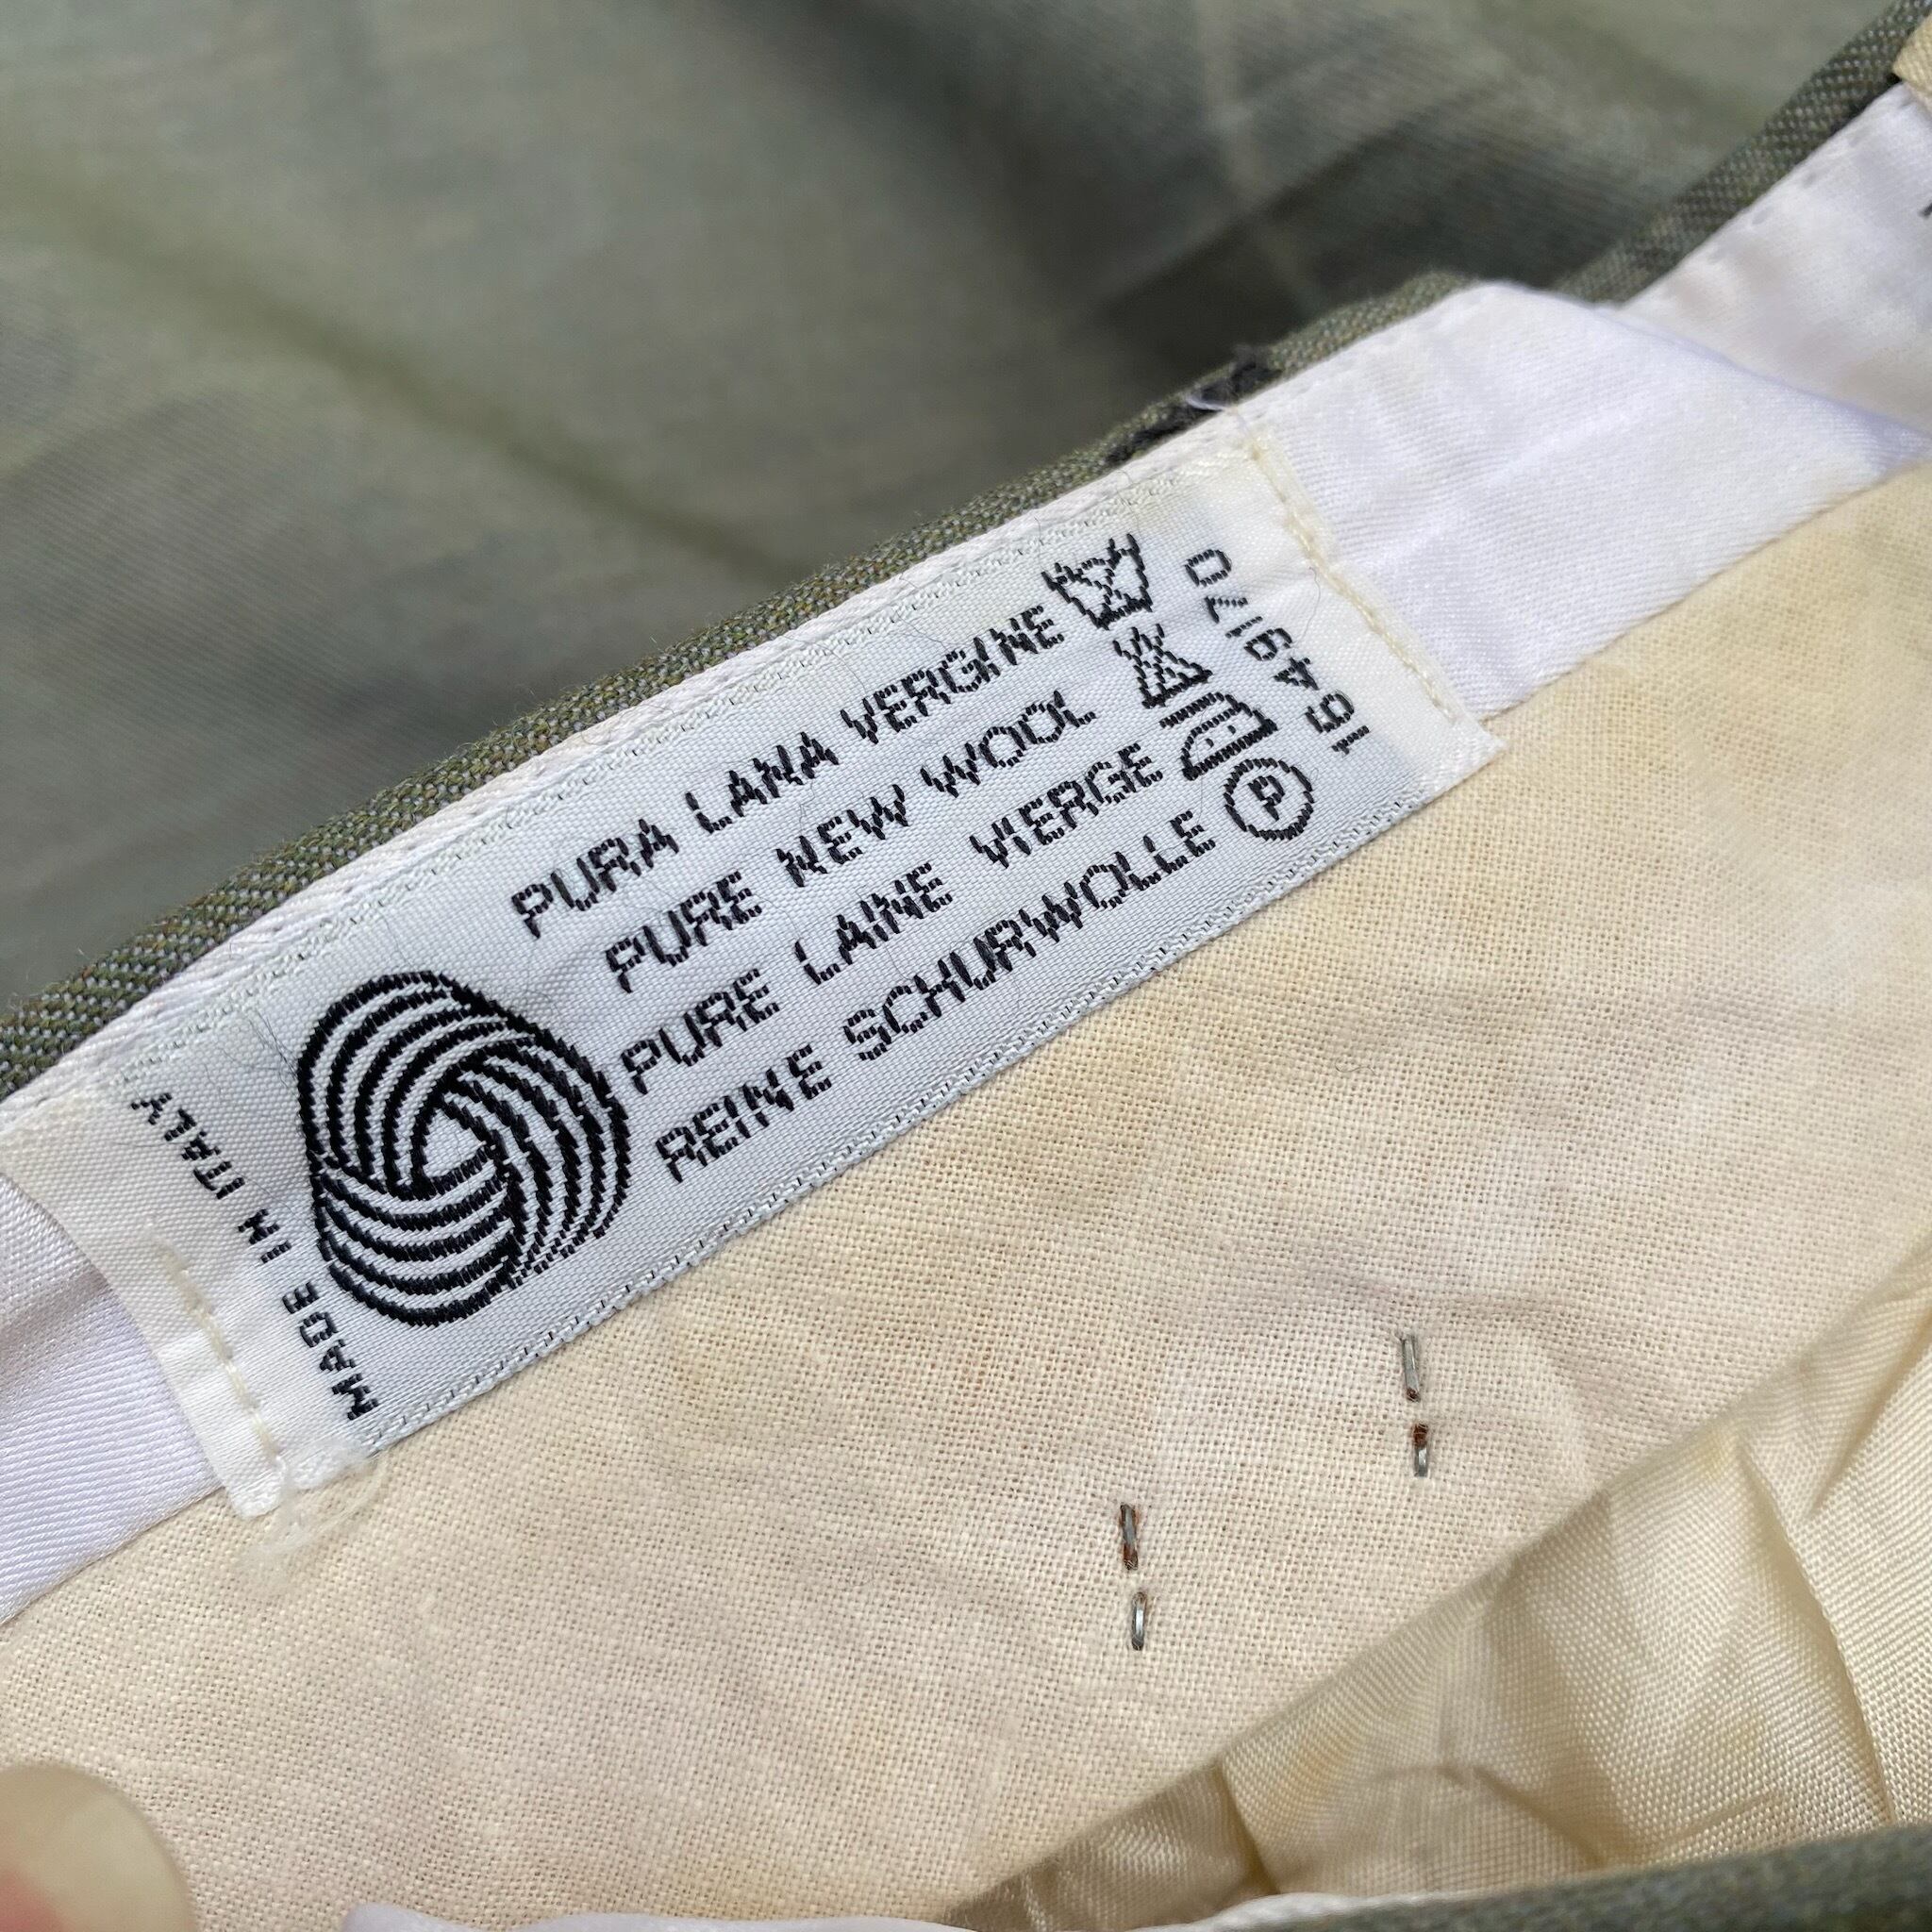 MADE IN ITALY
PURA LANA VERGINE
PURE NEW WOOL
PURE LAINE VIERGE
REINE SCHURWOLLE
P
1549170